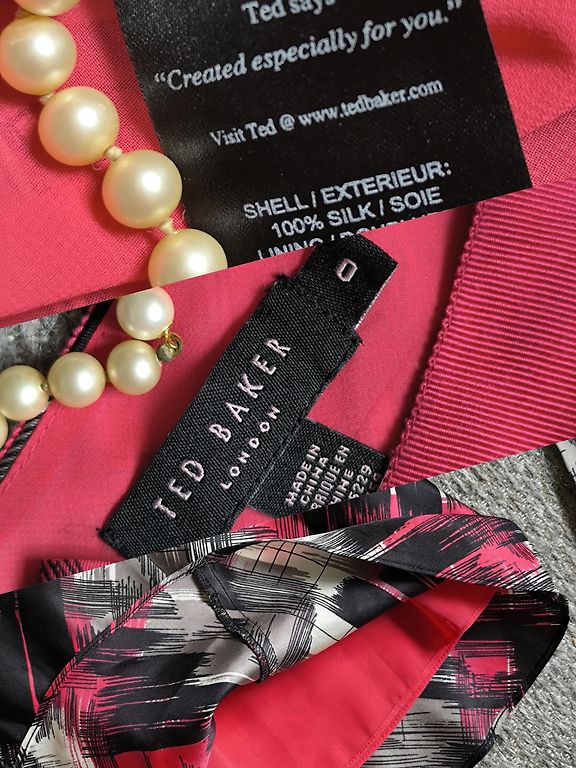 Ted says
“Created especially for you.”
Visit Ted @ www.tedbaker.com
SHELL / EXTERIEUR:
100% SILK / SOIE
0
TED BAKER
LONDON
MADE IN
CHINA